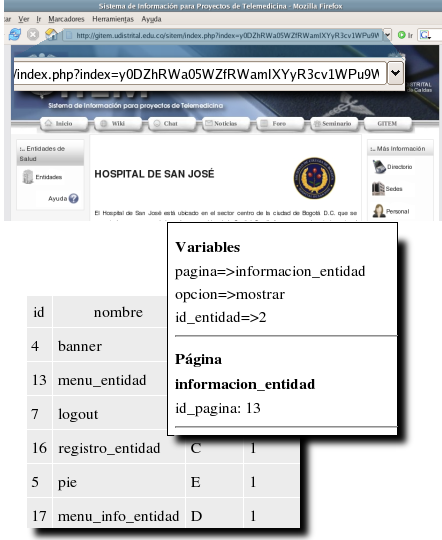 Sistema de Información para Proyectos de Telemedicina - Mozilla Firefox
Ver Ir Marcadores Herramientas Ayuda
http://gitem.udistrital.edu.co/sitem/index.php?index=y0DZhRWa05WZfRWamIXYyR3cv1WPu9W
Ir
/index.php?index=y0DZhRWa05WZfRWamIXYyR3cv1WPu9W
Sistema de Información para proyectos de Telemedicina
Inicio Wiki Chat Noticias Foro Seminario GITEM
:.. Entidades de
Salud
Entidades
Ayuda
HOSPITAL DE SAN JOSÉ
El Hospital de San José está ubicado en el sector centro de la ciudad de Bogotá D.C. que se
:.. Más Información
Directorio
Sedes
Personal
Variables
pagina=>informacion_entidad
opcion=>mostrar
id_entidad=>2
Página
informacion_entidad
id_pagina: 13
id nombre
4 banner
13 menu_entidad
7 logout
16 registro_entidad C 1
5 pie E 1
17 menu_info_entidad D 1